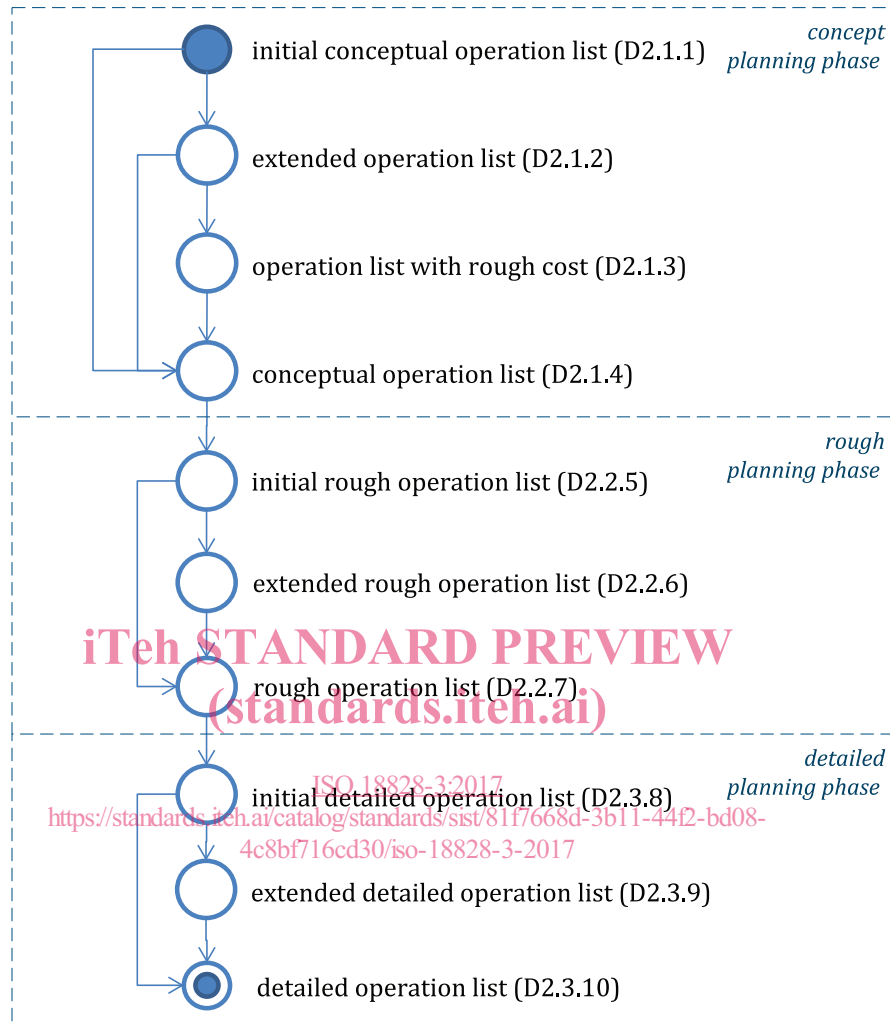 initial conceptual operation list (D2.1.1)
concept
planning phase
extended operation list (D2.1.2)
operation list with rough cost (D2.1.3)
conceptual operation list (D2.1.4)
rough
planning phase
initial rough operation list (D2.2.5)
extended rough operation list (D2.2.6)
iTeh STANDARD PREVIEW
rough operation list (D2.2.7)
(standards.iteh.ai)
detailed
planning phase
ISO 18828-3:2017
initial detailed operation list (D2.3.8)
https://standards.iteh.ai/catalog/standards/sist/81f7668d-3b11-44f2-bd08-
4c8bf716cd30/iso-18828-3-2017
extended detailed operation list (D2.3.9)
detailed operation list (D2.3.10)